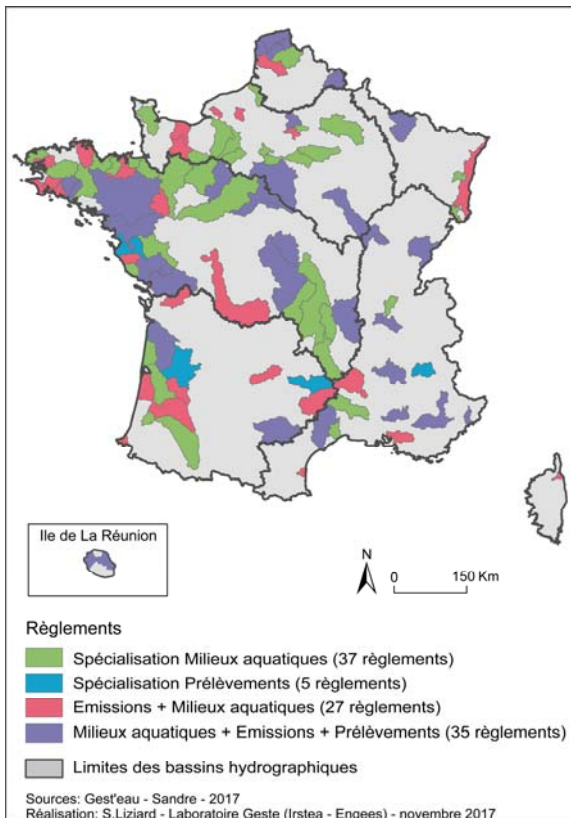 Ile de La Réunion
N
0 150 Km
Règlements
Spécialisation Milieux aquatiques (37 règlements)
Spécialisation Prélèvements (5 règlements)
Emissions + Milieux aquatiques (27 règlements)
Milieux aquatiques + Emissions + Prélèvements (35 règlements)
Limites des bassins hydrographiques
Sources: Gest'eau - Sandre - 2017
Réalisation: S.Liziard - Laboratoire Geste (Irstea - Engees) - novembre 2017